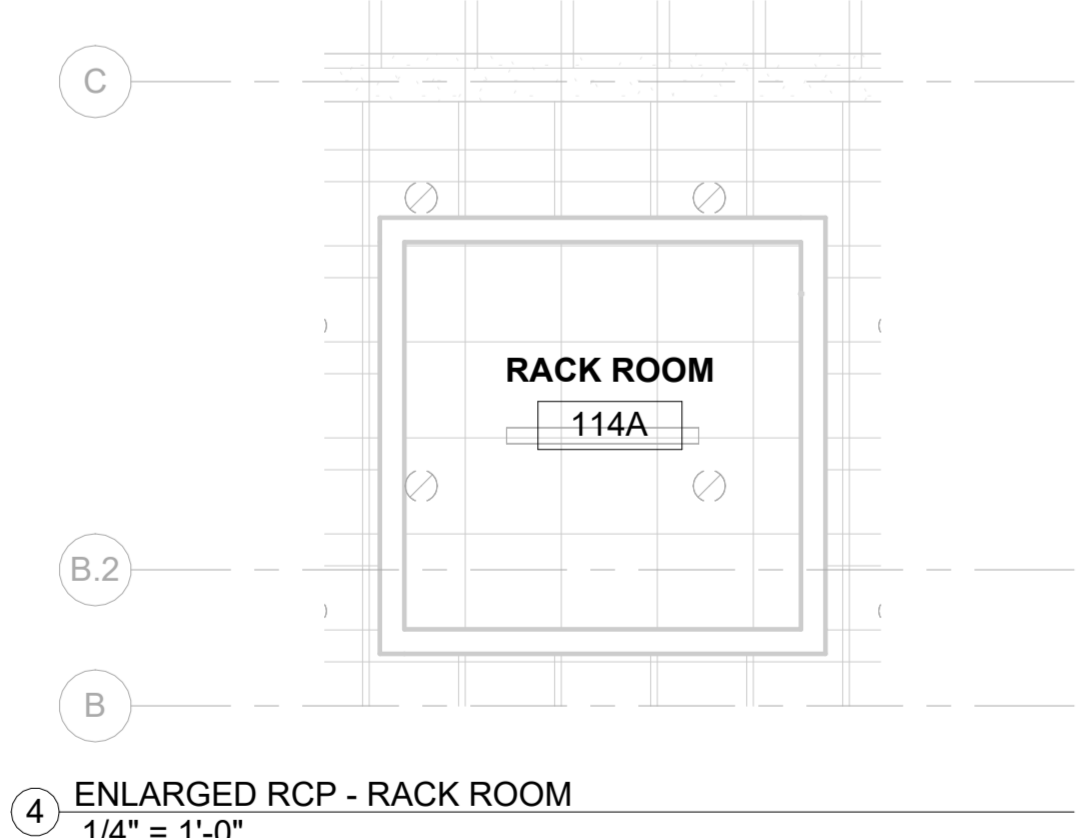 C
RACK ROOM
114A
B.2
B
4
ENLARGED RCP - RACK ROOM
1/4" = 1'-0"